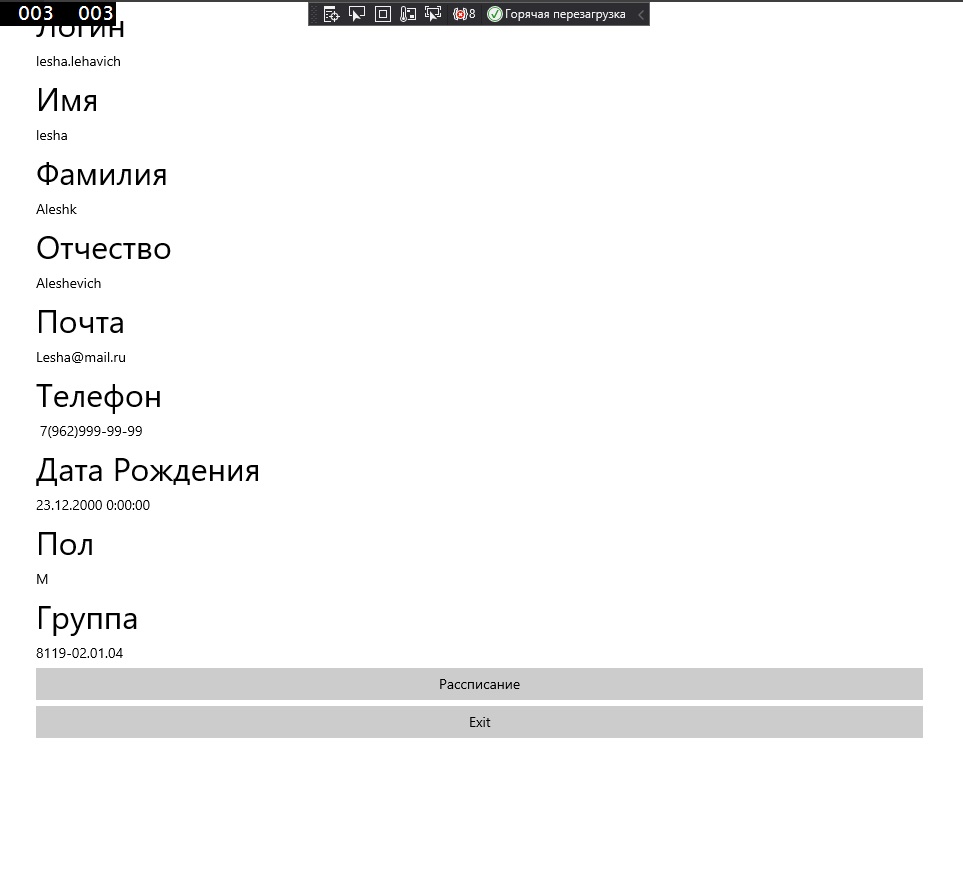 003 003
8 Горячая перезагрузка
Логин
lesha.lehavich
Имя
lesha
Фамилия
Aleshk
Отчество
Aleshevich
Почта
Lesha@mail.ru
Телефон
7(962)999-99-99
Дата Рождения
23.12.2000 0:00:00
Пол
М
Группа
8119-02.01.04
Рассписание
Exit